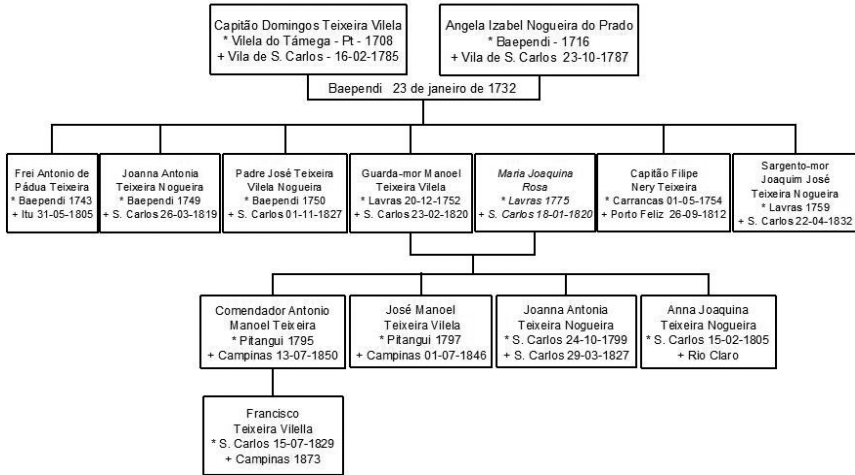 Capitão Domingos Teixeira Vilela
* Vilela do Támega - Pt - 1708
+ Vila de S. Carlos - 16-02-1785
Angela Izabel Nogueira do Prado
* Baependi - 1716
+ Vila de S. Carlos 23-10-1787
Baependi 23 de janeiro de 1732
Frei Antonio de
Pádua Teixeira
* Baependi 1743
+ Itu 31-05-1805
Joanna Antonia
Teixeira Nogueira
* Baependi 1749
+ S. Carlos 26-03-1819
Padre José Teixeira
Vilela Nogueira
* Baependi 1750
+ S. Carlos 01-11-1827
Guarda-mor Manoel
Teixeira Vilela
* Lavras 20-12-1752
+ S. Carlos 23-02-1820
Maria Joaquina
Rosa
* Lavras 1775
+ S. Carlos 18-01-1820
Capitão Filipe
Nery Teixeira
* Carrancas 01-05-1754
+ Porto Feliz 26-09-1812
Sargento-mor
Joaquim José
Teixeira Nogueira
* Lavras 1759
+ S. Carlos 22-04-1832
Comendador Antonio
Manoel Teixeira
* Pitangui 1795
+ Campinas 13-07-1850
José Manoel
Teixeira Vilela
* Pitangui 1797
+ Campinas 01-07-1846
Joanna Antonia
Teixeira Nogueira
* S. Carlos 24-10-1799
+ S. Carlos 29-03-1827
Anna Joaquina
Teixeira Nogueira
* S. Carlos 15-02-1805
+ Rio Claro
Francisco
Teixeira Vilella
* S. Carlos 15-07-1829
+ Campinas 1873